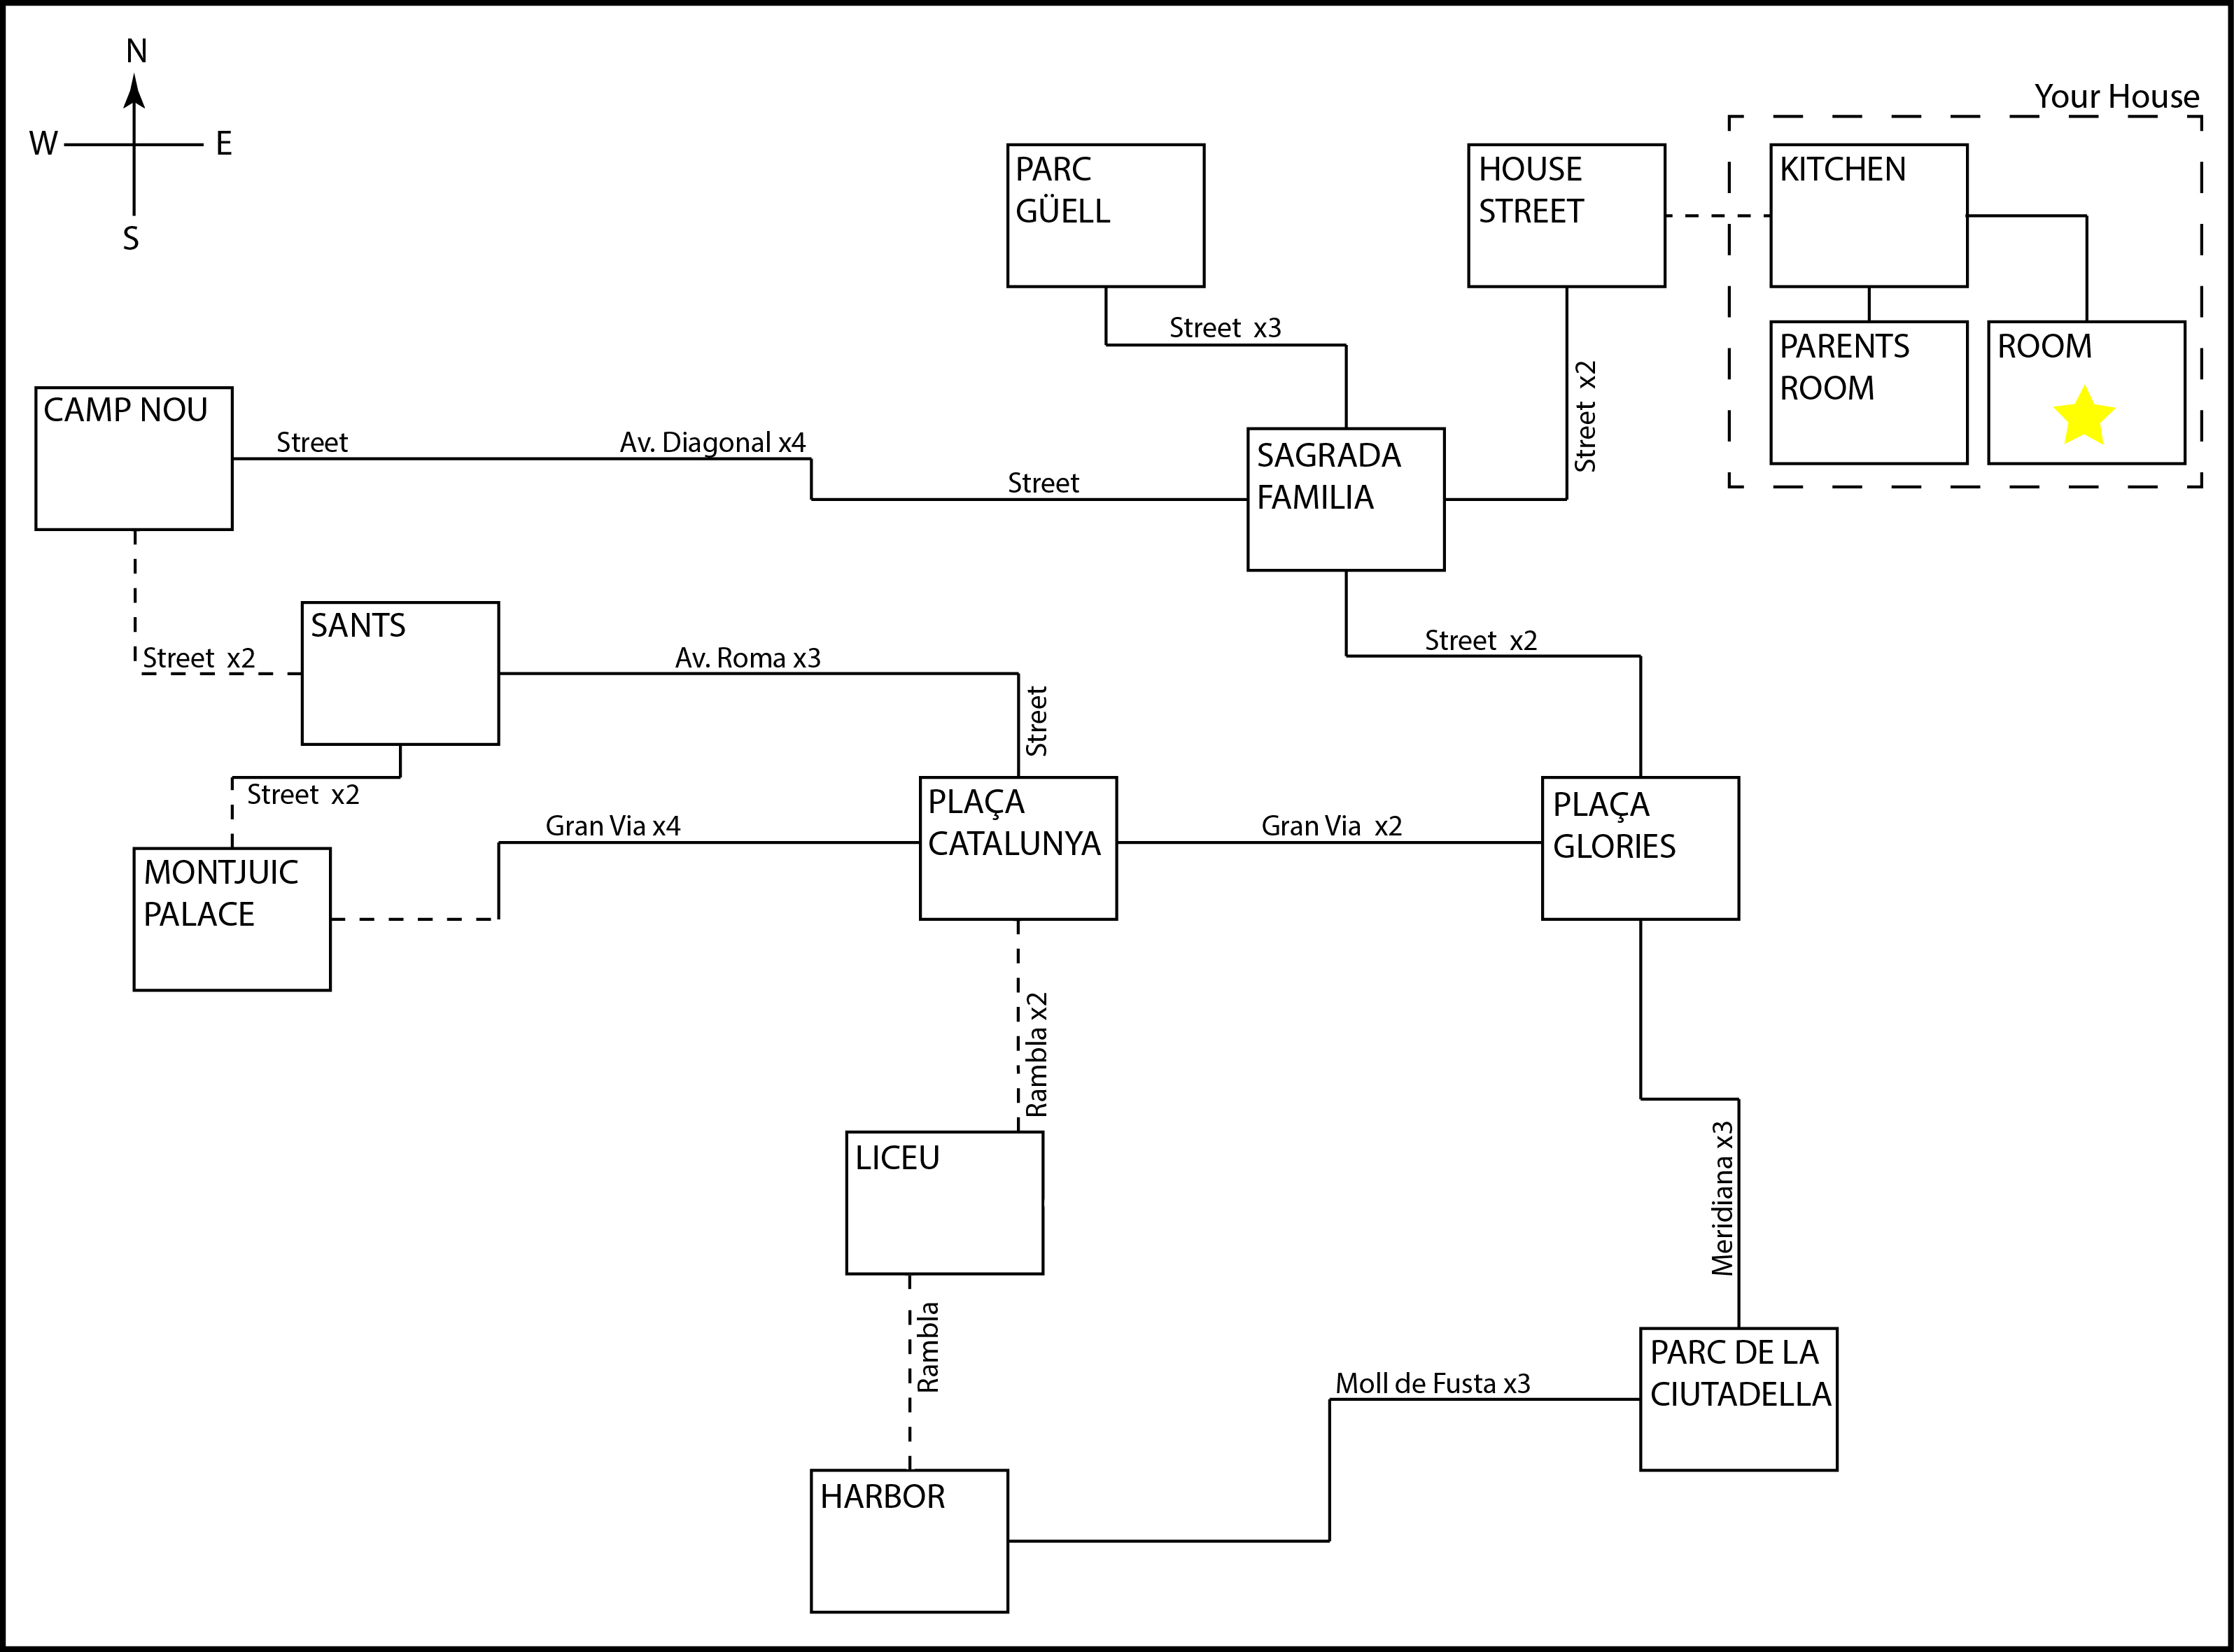 N
W
E
S
Your House
PARC
GÜELL
HOUSE
STREET
KITCHEN
Street x3
PARENTS
ROOM
ROOM
Street x2
CAMP NOU
Street
Av. Diagonal x4
Street
SAGRADA
FAMILIA
SANTS
Street x2
Av. Roma x3
Street
Street x2
Street x2
Gran Via x4
PLAÇA
CATALUNYA
Gran Via x2
PLAÇA
GLORIES
MONTJUIC
PALACE
Rambla x2
LICEU
Meridiana x3
Rambla
PARC DE LA
CIUTADELLA
Moll de Fusta x3
HARBOR